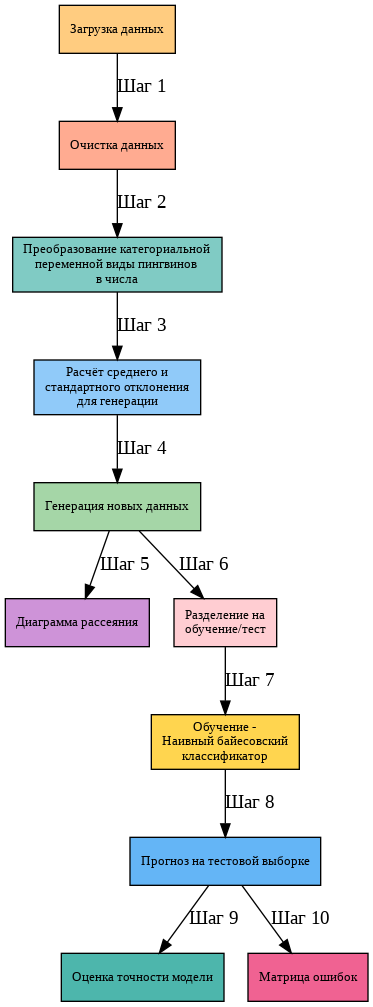 Загрузка данных
Шаг 1
Очистка данных
Шаг 2
Преобразование категориальной
переменной виды пингвинов
в числа
Шаг 3
Расчёт среднего и
стандартного отклонения
для генерации
Шаг 4
Генерация новых данных
Шаг 5
Шаг 6
Диаграмма рассеяния
Разделение на
обучение/тест
Шаг 7
Обучение -
Наивный байесовский
классификатор
Шаг 8
Прогноз на тестовой выборке
Шаг 9
Шаг 10
Оценка точности модели
Матрица ошибок